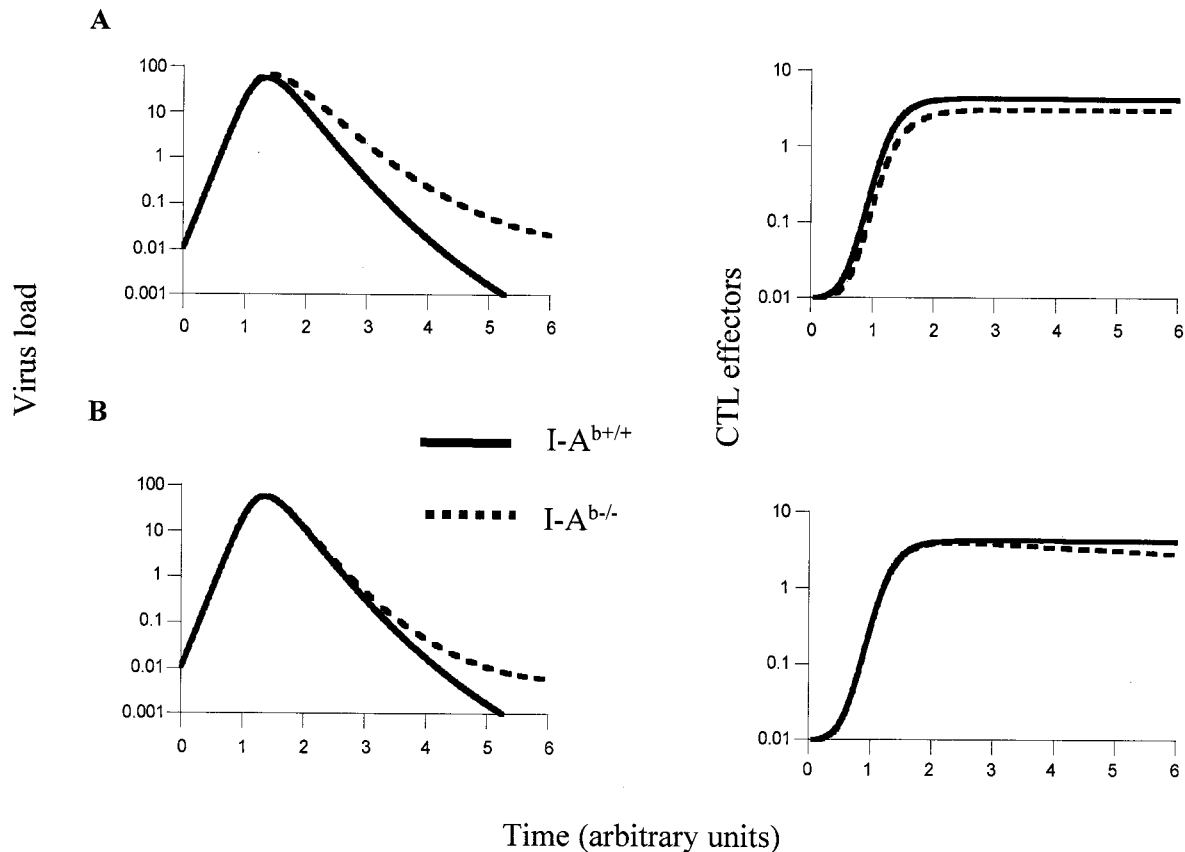 A
100
10
1
0.1
0.01
0.001
0 1 2 3 4 5 6
10
1
0.1
0.01
0 1 2 3 4 5 6
Virus load
CTL effectors
B
I-A^{b+/+}
I-A^{b-/-}
100
10
1
0.1
0.01
0.001
0 1 2 3 4 5 6
10
1
0.1
0.01
0 1 2 3 4 5 6
Time (arbitrary units)